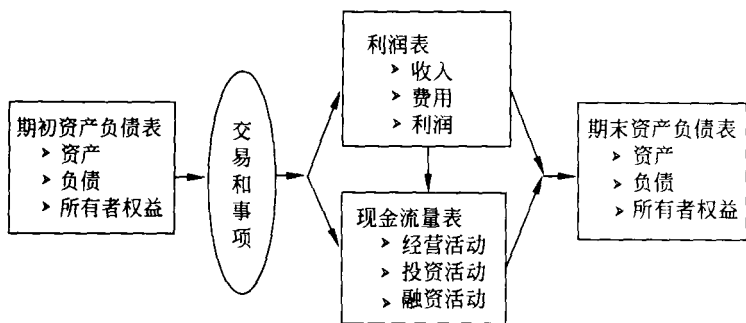 期初资产负债表
➤ 资产
➤ 负债
➤ 所有者权益
交易和事项
利润表
➤ 收入
➤ 费用
➤ 利润
现金流量表
➤ 经营活动
➤ 投资活动
➤ 融资活动
期末资产负债表
➤ 资产
➤ 负债
➤ 所有者权益